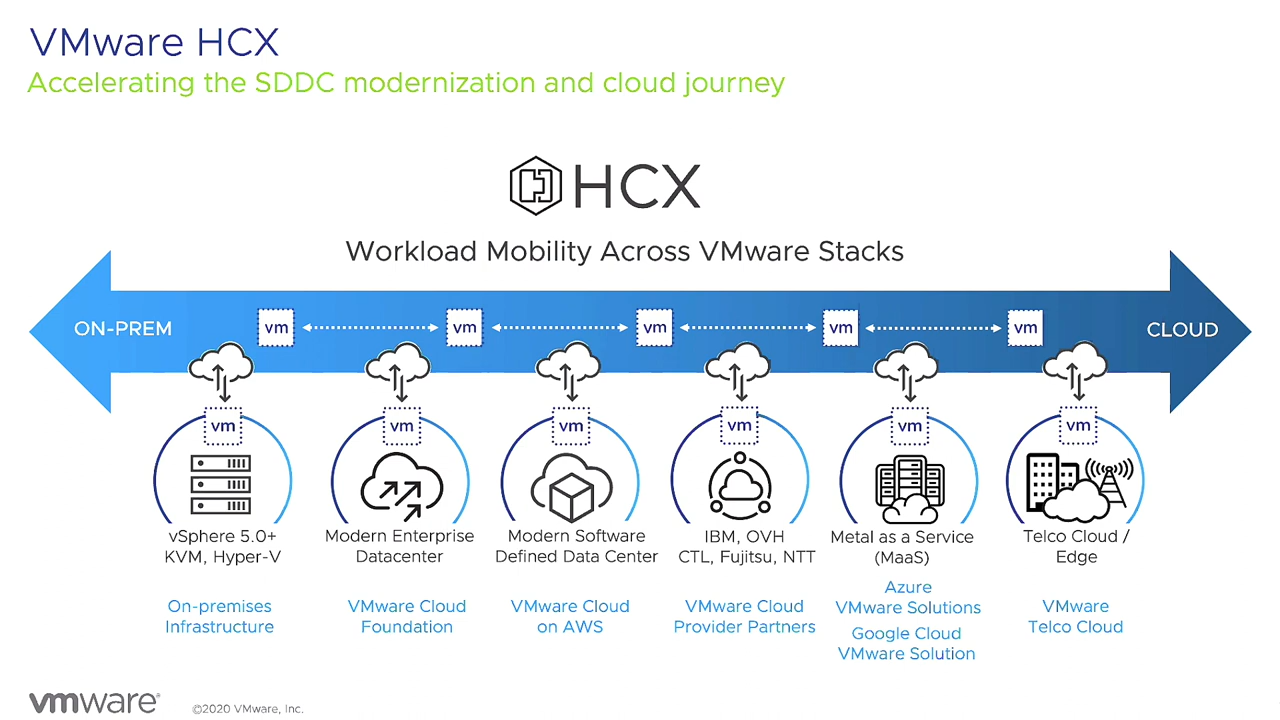 VMware HCX
Accelerating the SDDC modernization and cloud journey
HCX
Workload Mobility Across VMware Stacks
ON-PREM
vm
vm
vm
vm
vm
CLOUD
vm
vm
vm
vm
vm
vm
vSphere 5.0+
KVM, Hyper-V
On-premises
Infrastructure
Modern Enterprise
Datacenter
VMware Cloud
Foundation
Modern Software
Defined Data Center
VMware Cloud
on AWS
IBM, OVH
CTL, Fujitsu, NTT
VMware Cloud
Provider Partners
Metal as a Service
(MaaS)
Azure
VMware Solutions
Google Cloud
VMware Solution
Telco Cloud /
Edge
VMware
Telco Cloud
vmware®
©2020 VMware, Inc.